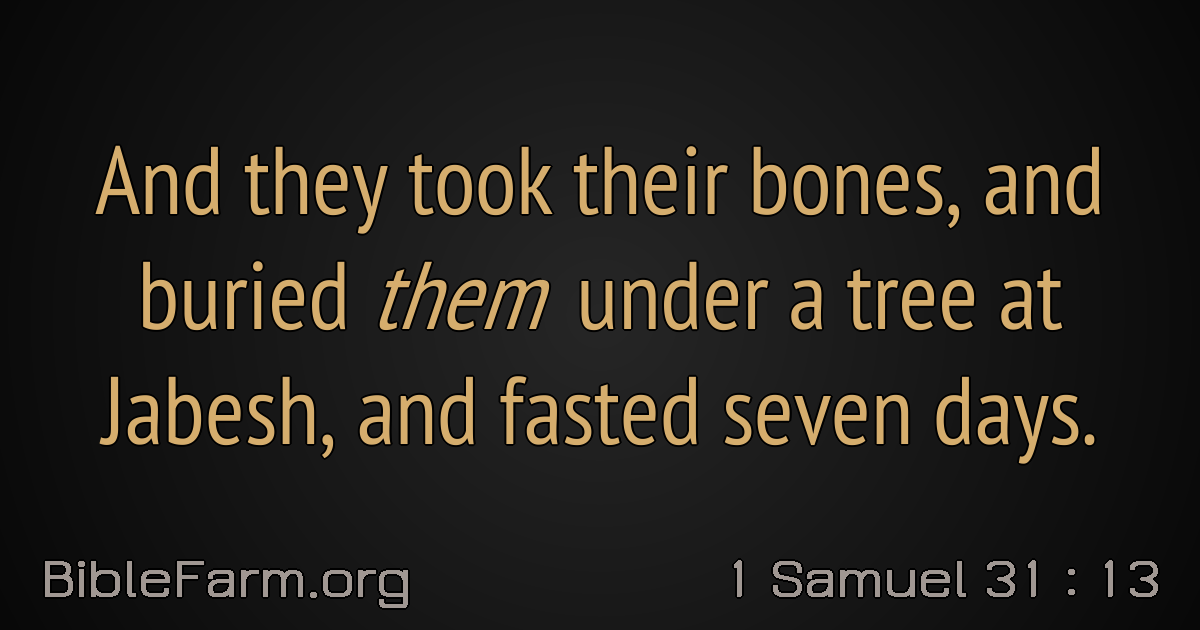 And they took their bones, and
buried them under a tree at
Jabesh, and fasted seven days.
BibleFarm.org
1 Samuel 31 : 13